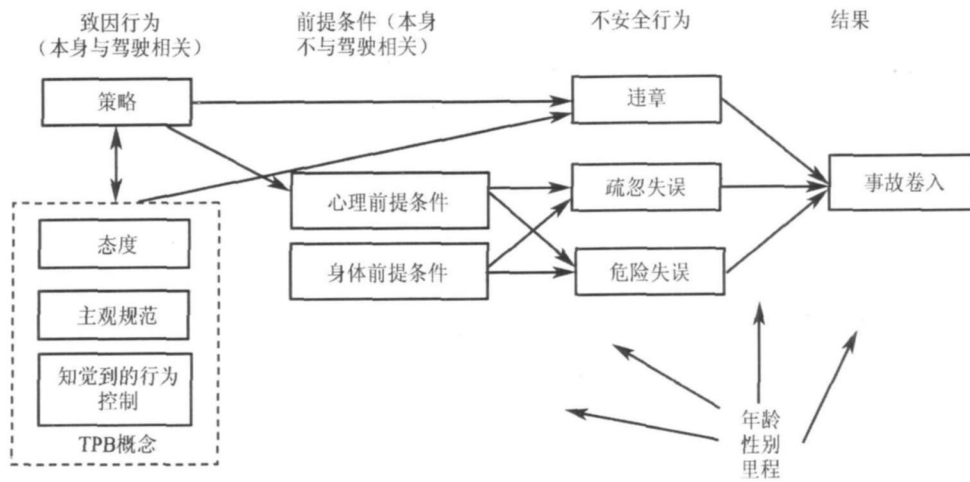 致因行为
（本身与驾驶相关）
前提条件（本身
不与驾驶相关）
不安全行为
结果
策略
违章
心理前提条件
疏忽失误
事故卷入
态度
身体前提条件
危险失误
主观规范
知觉到的行为
控制
TPB概念
年龄
性别
里程